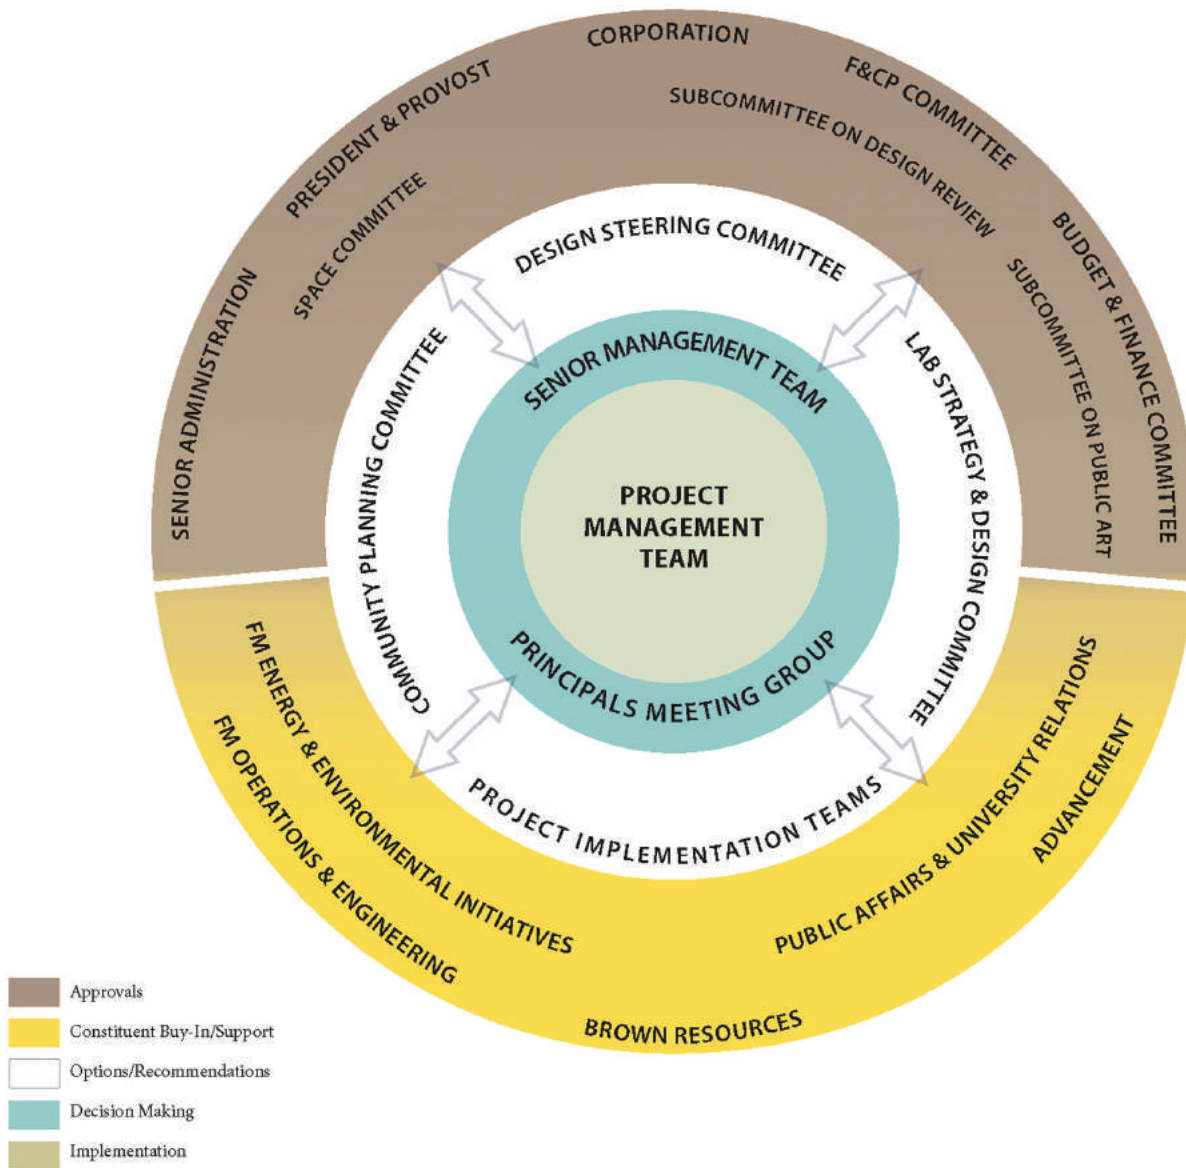 CORPORATION
PRESIDENT & PROVOST
F&CP COMMITTEE
SUBCOMMITTEE ON DESIGN REVIEW
SPACE COMMITTEE
SENIOR ADMINISTRATION
BUDGET & FINANCE COMMITTEE
SUBCOMMITTEE ON PUBLIC ART
DESIGN STEERING COMMITTEE
COMMUNITY PLANNING COMMITTEE
LAB STRATEGY & DESIGN COMMITTEE
SENIOR MANAGEMENT TEAM
PROJECT
MANAGEMENT
TEAM
PRINCIPALS MEETING GROUP
PROJECT IMPLEMENTATION TEAMS
FM ENERGY & ENVIRONMENTAL INITIATIVES
FM OPERATIONS & ENGINEERING
PUBLIC AFFAIRS & UNIVERSITY RELATIONS
ADVANCEMENT
BROWN RESOURCES
Approvals
Constituent Buy-In/Support
Options/Recommendations
Decision Making
Implementation